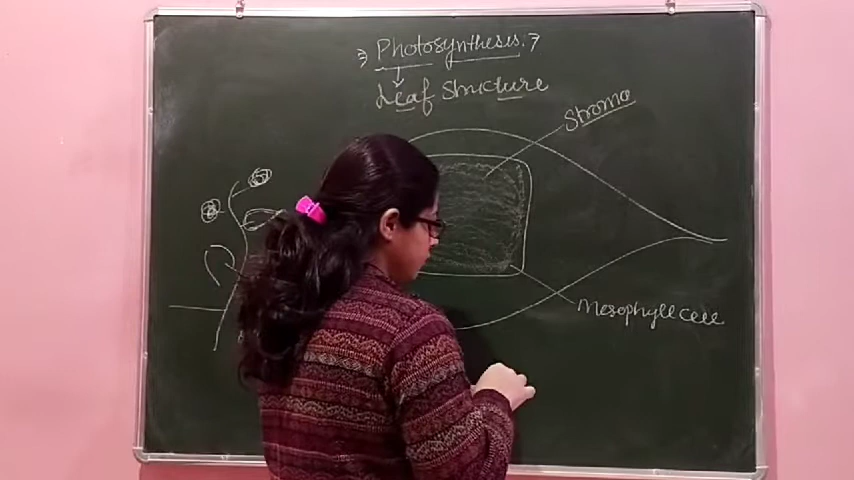 Photosynthesis.
Leaf Structure
Stroma
Mesophyll cell